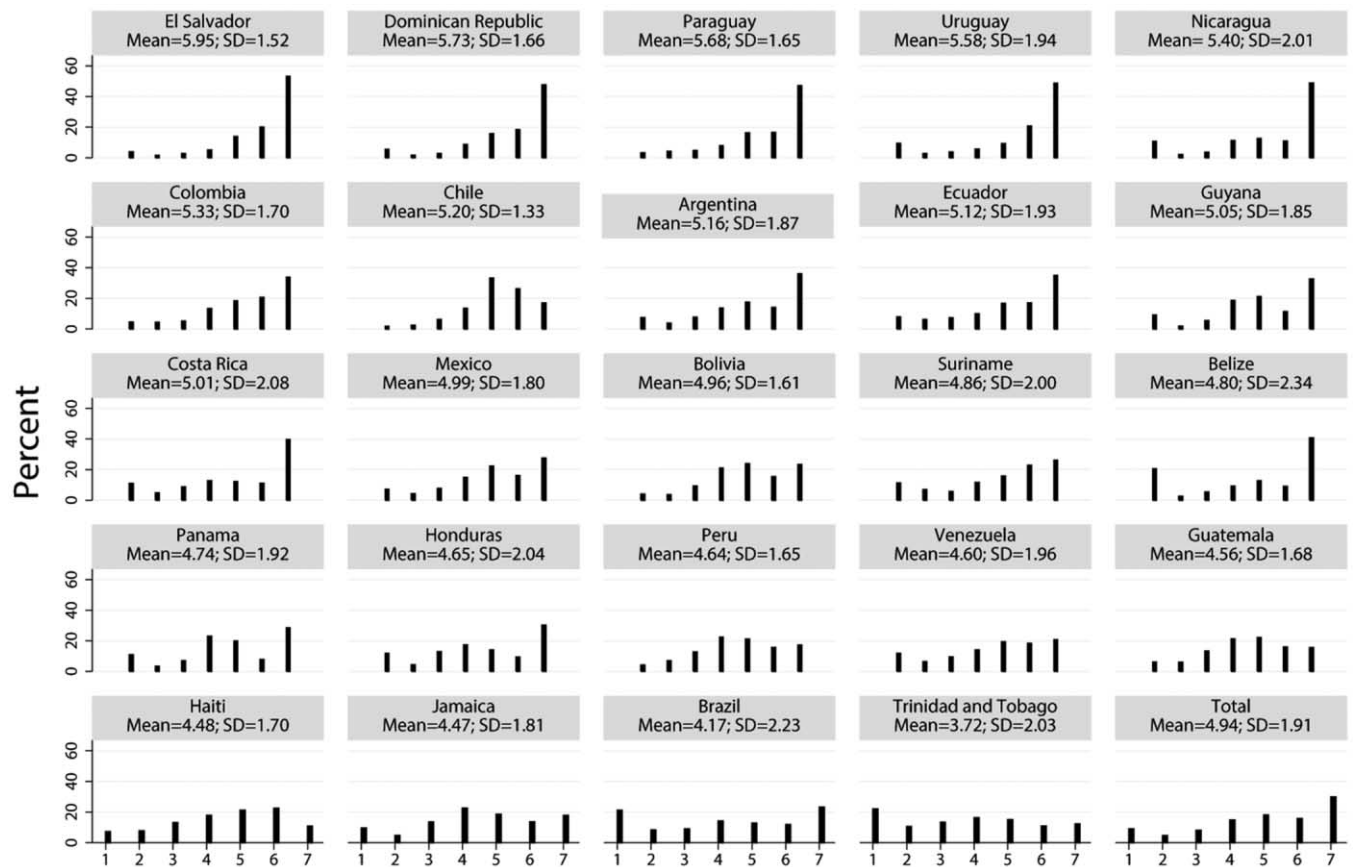 El Salvador
Mean=5.95; SD=1.52
Dominican Republic
Mean=5.73; SD=1.66
Paraguay
Mean=5.68; SD=1.65
Uruguay
Mean=5.58; SD=1.94
Nicaragua
Mean= 5.40; SD=2.01
60
40
20
0
Colombia
Mean=5.33; SD=1.70
Chile
Mean=5.20; SD=1.33
Argentina
Mean=5.16; SD=1.87
Ecuador
Mean=5.12; SD=1.93
Guyana
Mean=5.05; SD=1.85
60
40
20
0
Costa Rica
Mean=5.01; SD=2.08
Mexico
Mean=4.99; SD=1.80
Bolivia
Mean=4.96; SD=1.61
Suriname
Mean=4.86; SD=2.00
Belize
Mean=4.80; SD=2.34
Percent
60
40
20
0
Panama
Mean=4.74; SD=1.92
Honduras
Mean=4.65; SD=2.04
Peru
Mean=4.64; SD=1.65
Venezuela
Mean=4.60; SD=1.96
Guatemala
Mean=4.56; SD=1.68
60
40
20
0
Haiti
Mean=4.48; SD=1.70
Jamaica
Mean=4.47; SD=1.81
Brazil
Mean=4.17; SD=2.23
Trinidad and Tobago
Mean=3.72; SD=2.03
Total
Mean=4.94; SD=1.91
60
40
20
0
1 2 3 4 5 6 7
1 2 3 4 5 6 7
1 2 3 4 5 6 7
1 2 3 4 5 6 7
1 2 3 4 5 6 7